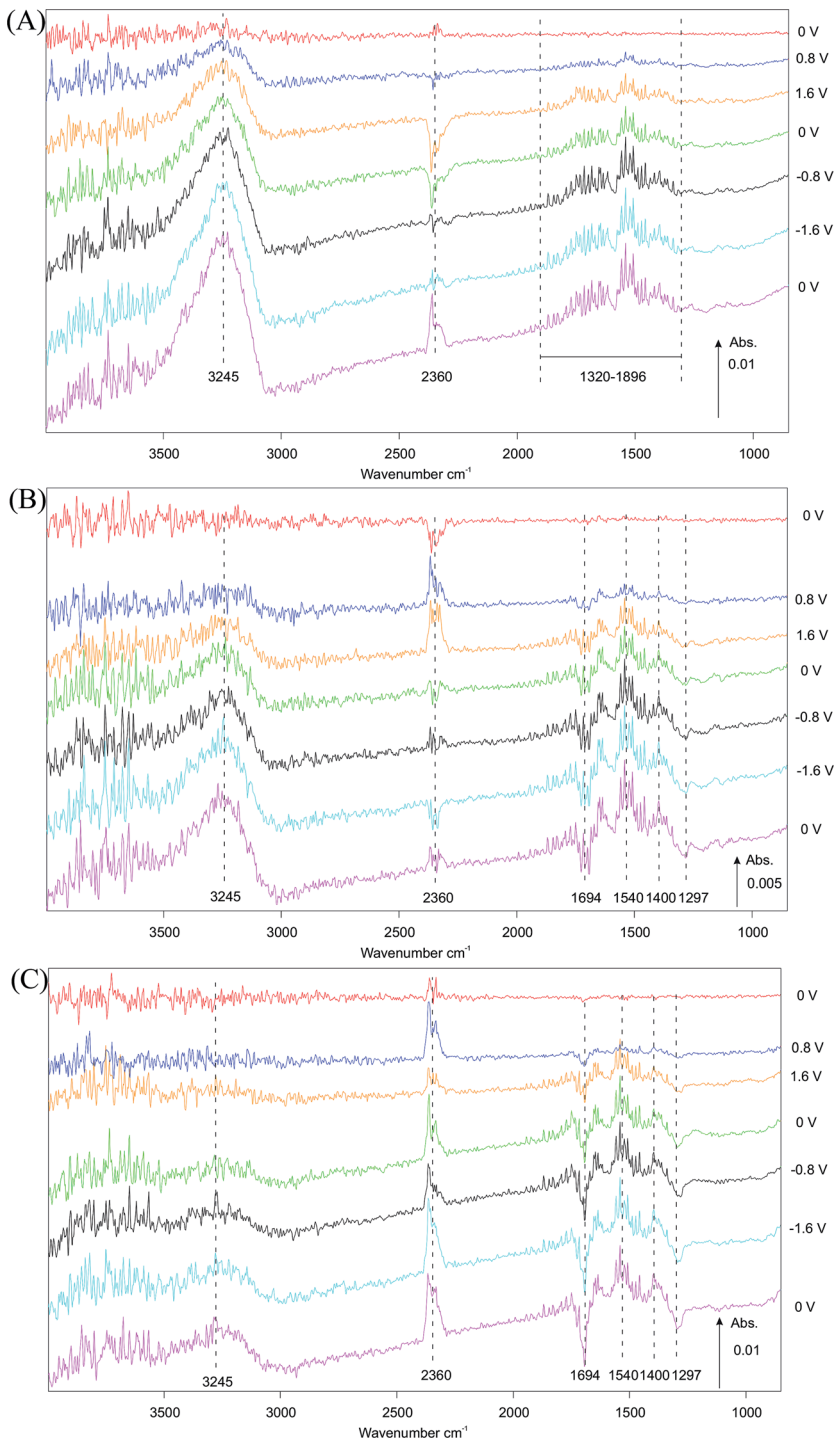 (A)
0 V
0.8 V
1.6 V
0 V
-0.8 V
-1.6 V
0 V
Abs.
0.01
3245 2360 1320-1896
3500 3000 2500 2000 1500 1000
Wavenumber cm-1
(B)
0 V
0.8 V
1.6 V
0 V
-0.8 V
-1.6 V
0 V
Abs.
0.005
3245 2360 1694 1540 1400 1297
3500 3000 2500 2000 1500 1000
Wavenumber cm-1
(C)
0 V
0.8 V
1.6 V
0 V
-0.8 V
-1.6 V
0 V
Abs.
0.01
3245 2360 1694 1540 1400 1297
3500 3000 2500 2000 1500 1000
Wavenumber cm-1